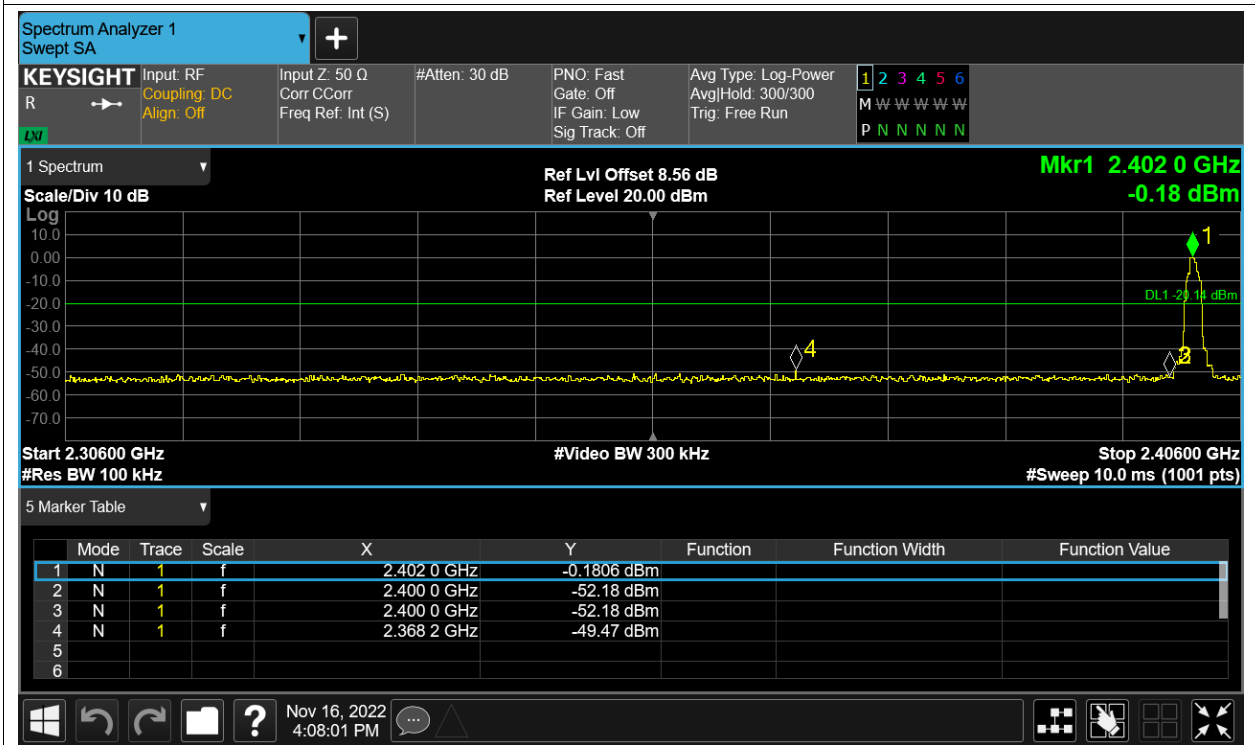 Spectrum Analyzer 1
Swept SA
KEYSIGHT
R
LXI
Input: RF
Coupling: DC
Align: Off
Input Z: 50 Ω
Corr CCorr
Freq Ref: Int (S)
#Atten: 30 dB
PNO: Fast
Gate: Off
IF Gain: Low
Sig Track: Off
Avg Type: Log-Power
Avg|Hold: 300/300
Trig: Free Run
1 2 3 4 5 6
M W W W W W
P N N N N N
1 Spectrum
Scale/Div 10 dB
Ref Lvl Offset 8.56 dB
Ref Level 20.00 dBm
Mkr1 2.402 0 GHz
-0.18 dBm
Log
10.0
0.00
-10.0
-20.0
-30.0
-40.0
-50.0
-60.0
-70.0
1
DL1 -20.14 dBm
4
Start 2.30600 GHz
#Video BW 300 kHz
Stop 2.40600 GHz
#Res BW 100 kHz
#Sweep 10.0 ms (1001 pts)
5 Marker Table
Mode Trace Scale X Y Function Function Width Function Value
1 N 1 f 2.402 0 GHz -0.1806 dBm
2 N 1 f 2.400 0 GHz -52.18 dBm
3 N 1 f 2.400 0 GHz -52.18 dBm
4 N 1 f 2.368 2 GHz -49.47 dBm
5
6
?
Nov 16, 2022
4:08:01 PM